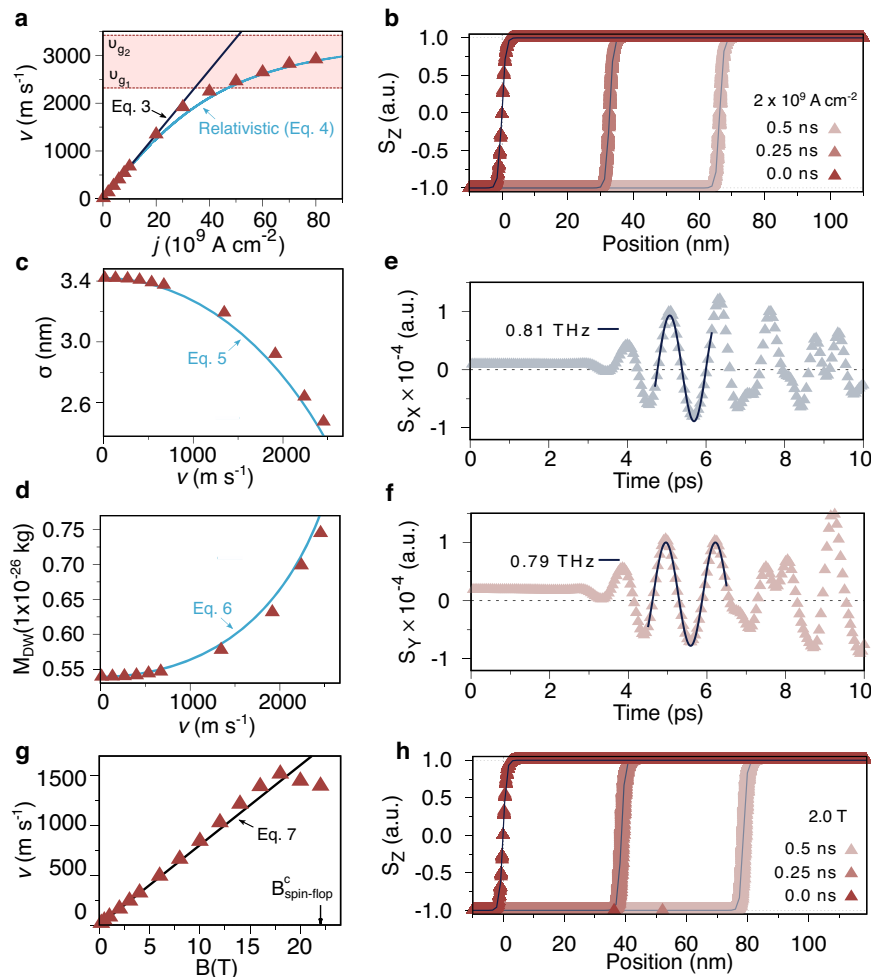 a
3000
2000
1000
0
v (m s⁻¹)
υg₂
υg₁
Eq. 3
Relativistic (Eq. 4)
0 20 40 60 80
j (10⁹ A cm⁻²)
b
1.0
0.5
0.0
-0.5
-1.0
S_Z (a.u.)
2 x 10⁹ A cm⁻²
0.5 ns
0.25 ns
0.0 ns
0 20 40 60 80 100
Position (nm)
c
3.4
3.0
2.6
σ (nm)
Eq. 5
0 1000 2000
v (m s⁻¹)
e
1
0
-1
S_X × 10⁻⁴ (a.u.)
0.81 THz
0 2 4 6 8 10
Time (ps)
d
0.75
0.70
0.65
0.60
0.55
0.54
M_DW (1x10⁻²⁶ kg)
Eq. 6
0 1000 2000
v (m s⁻¹)
f
1
0
-1
S_Y × 10⁻⁴ (a.u.)
0.79 THz
0 2 4 6 8 10
Time (ps)
g
1500
1000
500
0
v (m s⁻¹)
Eq. 7
B^c_spin-flop
0 5 10 15 20
B(T)
h
1.0
0.5
0.0
-0.5
-1.0
S_Z (a.u.)
2.0 T
0.5 ns
0.25 ns
0.0 ns
0 20 40 60 80 100
Position (nm)